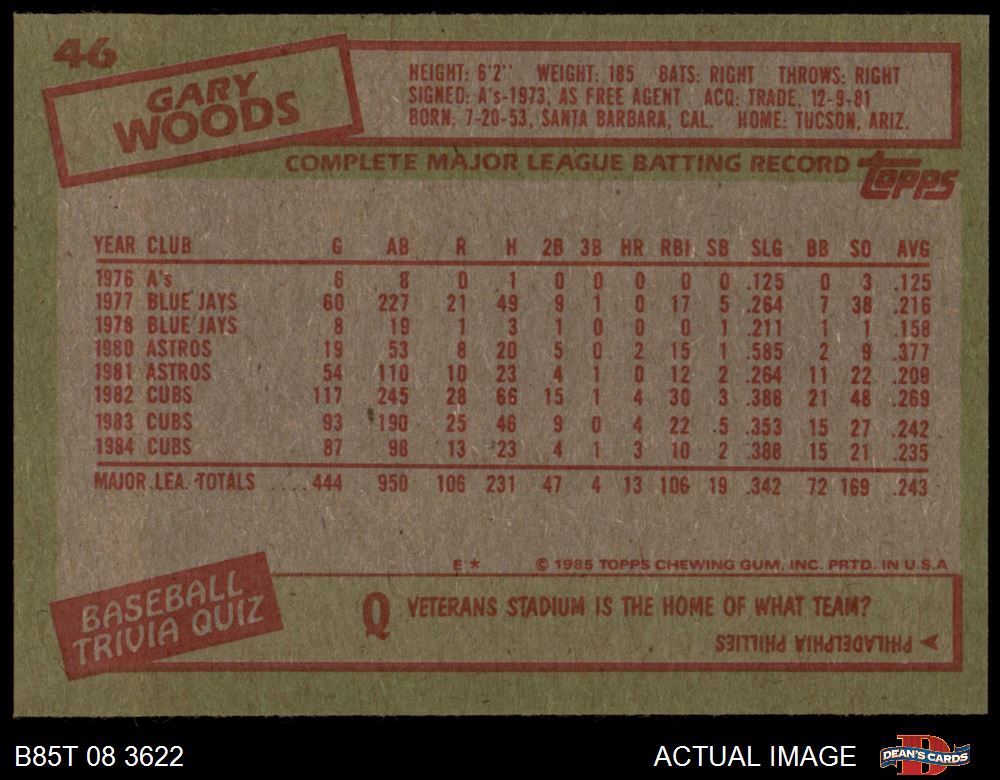 46
GARY
WOODS
HEIGHT: 6'2" WEIGHT: 185 BATS: RIGHT THROWS: RIGHT
SIGNED: A's-1973, AS FREE AGENT ACQ: TRADE, 12-9-81
BORN: 7-20-53, SANTA BARBARA, CAL. HOME: TUCSON, ARIZ.
COMPLETE MAJOR LEAGUE BATTING RECORD
topps
YEAR CLUB G AB R H 2B 3B HR RBI SB SLG BB SO AVG
1976 A's 6 8 0 1 0 0 0 0 0 .125 0 3 .125
1977 BLUE JAYS 60 227 21 49 9 1 0 17 5 .264 7 38 .216
1978 BLUE JAYS 8 19 1 3 1 0 0 0 1 .211 1 1 .158
1980 ASTROS 19 53 8 20 5 0 2 15 1 .585 2 9 .377
1981 ASTROS 54 110 10 23 4 1 0 12 2 .264 11 22 .209
1982 CUBS 117 245 28 66 15 1 4 30 3 .388 21 48 .269
1983 CUBS 93 190 25 46 9 0 4 22 5 .353 15 27 .242
1984 CUBS 87 98 13 23 4 1 3 10 2 .388 15 21 .235
MAJOR LEA. TOTALS ..... 444 950 106 231 47 4 13 106 19 .342 72 169 .243
E * © 1985 TOPPS CHEWING GUM, INC. PRTD. IN U.S.A
BASEBALL
TRIVIA QUIZ
Q VETERANS STADIUM IS THE HOME OF WHAT TEAM?
PHILADELPHIA PHILLIES
B85T 08 3622 ACTUAL IMAGE
D
DEAN'S CARDS